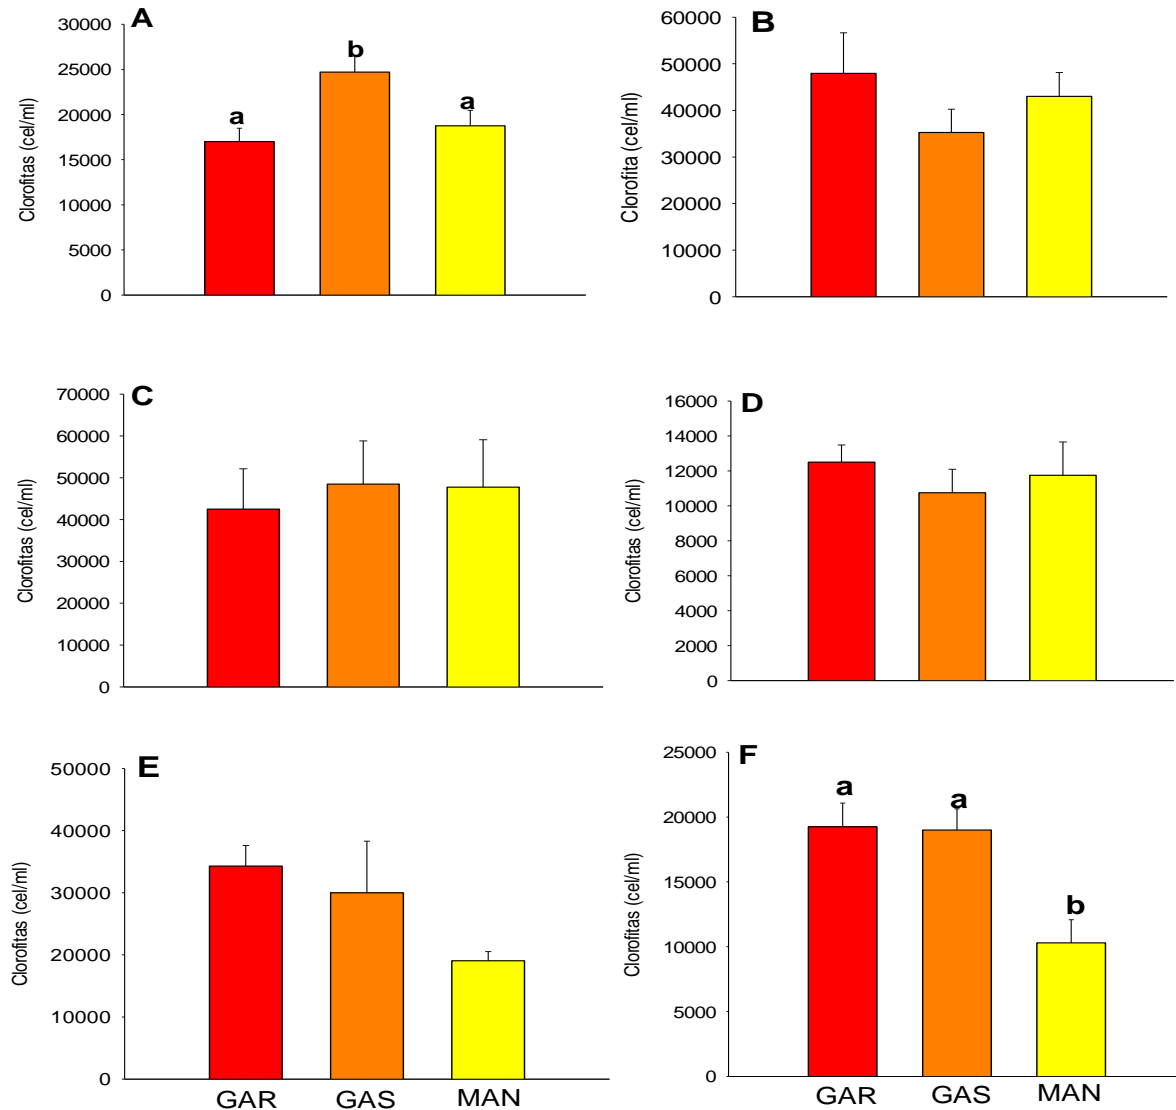 A
Clorofitas (cel/ml)
30000
25000
20000
15000
10000
5000
0
a
b
a
B
Clorofita (cel/ml)
60000
50000
40000
30000
20000
10000
0
C
Clorofitas (cel/ml)
70000
60000
50000
40000
30000
20000
10000
0
D
Clorofitas (cel/ml)
16000
14000
12000
10000
8000
6000
4000
2000
0
E
Clorofitas (cel/ml)
50000
40000
30000
20000
10000
0
GAR GAS MAN
F
Clorofitas (cel/ml)
25000
20000
15000
10000
5000
0
a
a
b
GAR GAS MAN